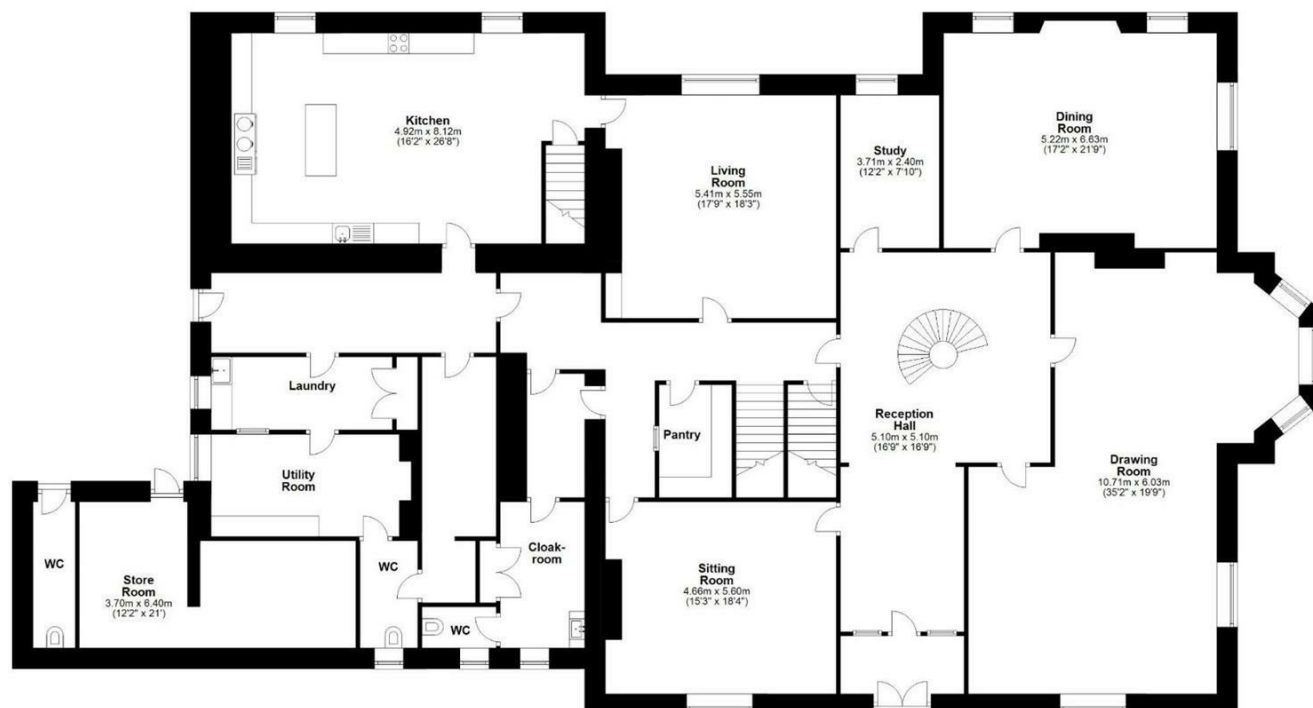 Kitchen
4.92m x 8.12m
(16'2" x 26'8")
Living
Room
5.41m x 5.55m
(17'9" x 18'3")
Study
3.71m x 2.40m
(12'2" x 7'10")
Dining
Room
5.22m x 6.63m
(17'2" x 21'9")
Laundry
Utility
Room
Pantry
Reception
Hall
5.10m x 5.10m
(16'9" x 16'9")
Drawing
Room
10.71m x 6.03m
(35'2" x 19'9")
WC
Store
Room
3.70m x 6.40m
(12'2" x 21')
WC
Cloak-
room
WC
Sitting
Room
4.66m x 5.60m
(15'3" x 18'4")